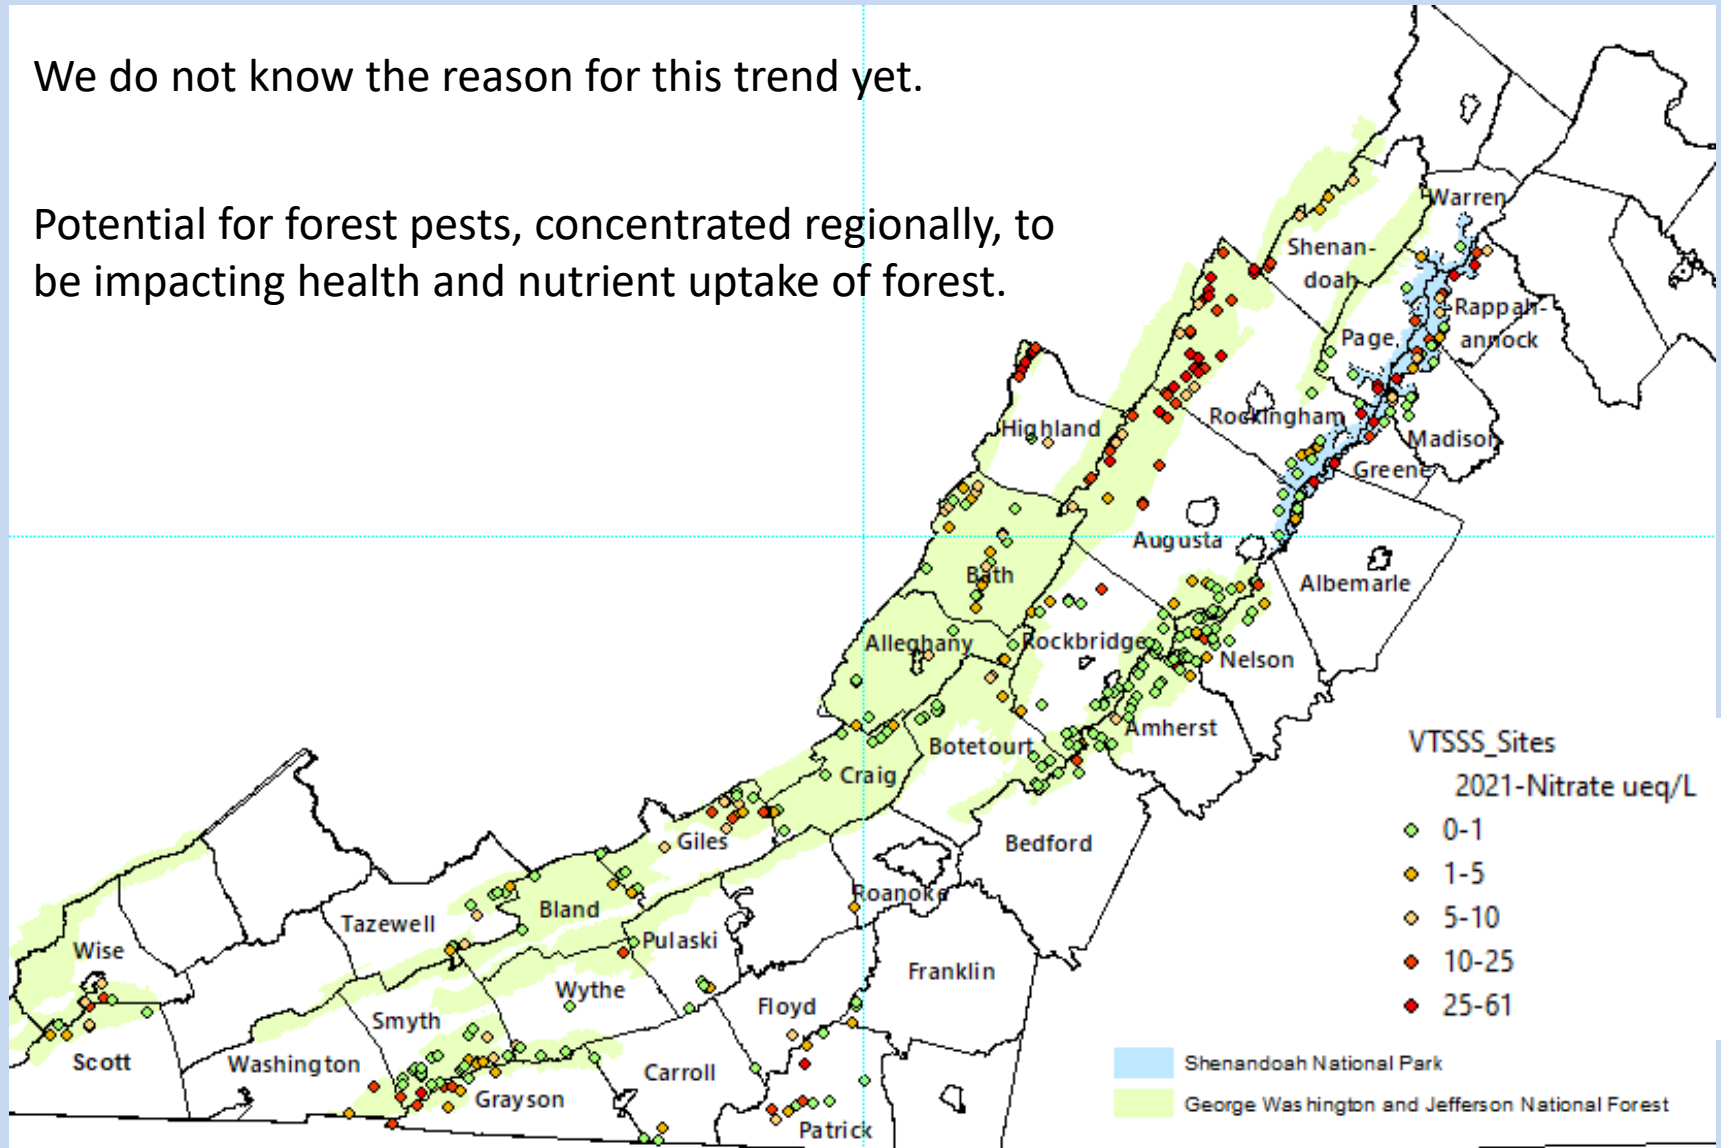 We do not know the reason for this trend yet.
Potential for forest pests, concentrated regionally, to
be impacting health and nutrient uptake of forest.
Warren
Shenan-
doah
Rappah-
annock
Page
Highland
Rockingham
Madison
Greene
Augusta
Bath
Albemarle
Alleghany
Rockbridge
Nelson
Amherst
Botetourt
Craig
Bedford
Giles
Roanoke
Tazewell
Bland
Wise
Pulaski
Franklin
Wythe
Floyd
Smyth
Scott
Washington
Carroll
Grayson
Patrick
VTSSS_Sites
2021-Nitrate ueq/L
0-1
1-5
5-10
10-25
25-61
Shenandoah National Park
George Washington and Jefferson National Forest